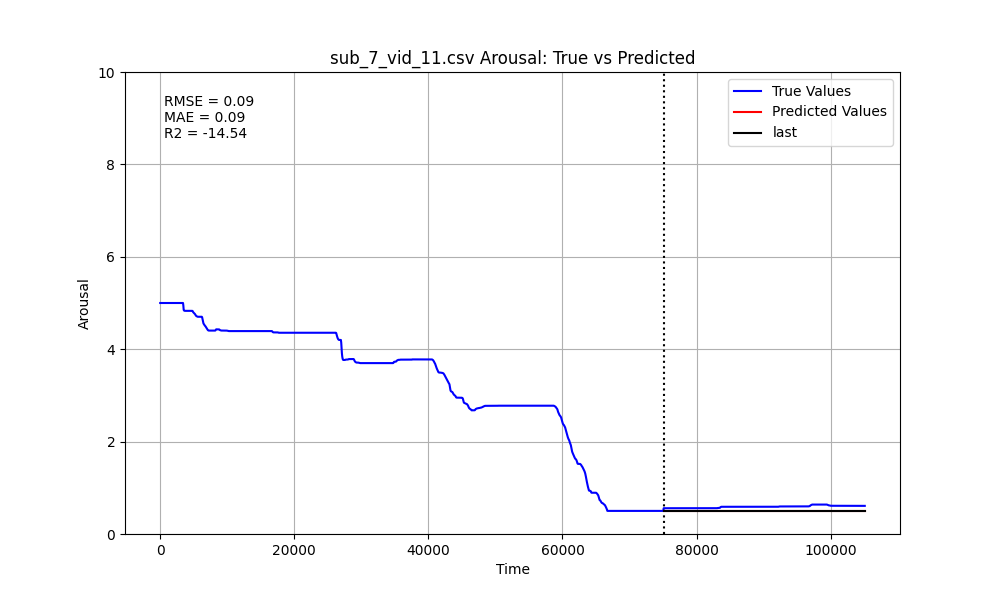 sub_7_vid_11.csv Arousal: True vs Predicted
RMSE = 0.09
MAE = 0.09
R2 = -14.54
True Values
Predicted Values
last
Arousal
10
8
6
4
2
0
0
20000
40000
60000
80000
100000
Time